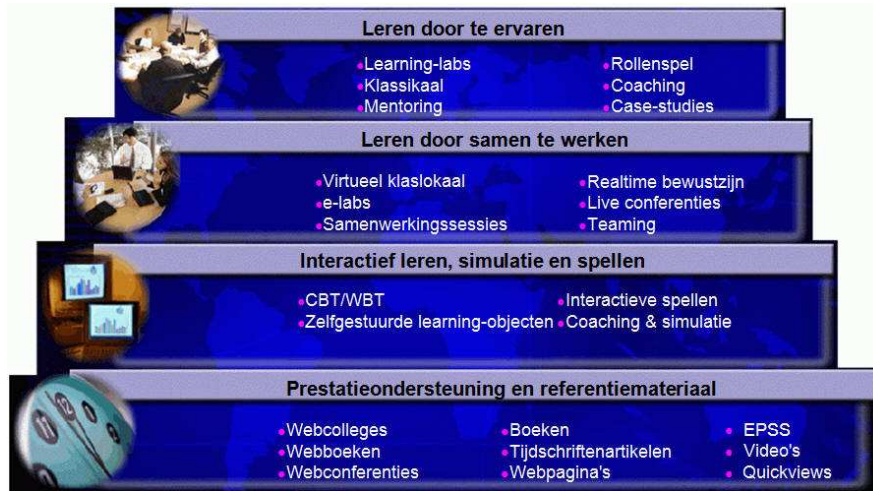 Leren door te ervaren
•Learning-labs •Rollenspel
•Klassikaal •Coaching
•Mentoring •Case-studies
Leren door samen te werken
•Virtueel klaslokaal •Realtime bewustzijn
•e-labs •Live conferenties
•Samenwerkingssessies •Teaming
Interactief leren, simulatie en spellen
•CBT/WBT •Interactieve spellen
•Zelfgestuurde learning-objecten •Coaching & simulatie
Prestatieondersteuning en referentiemateriaal
•Webcolleges •Boeken • EPSS
•Webboeken •Tijdschriftenartikelen • Video's
•Webconferenties •Webpagina's • Quickviews
11
12